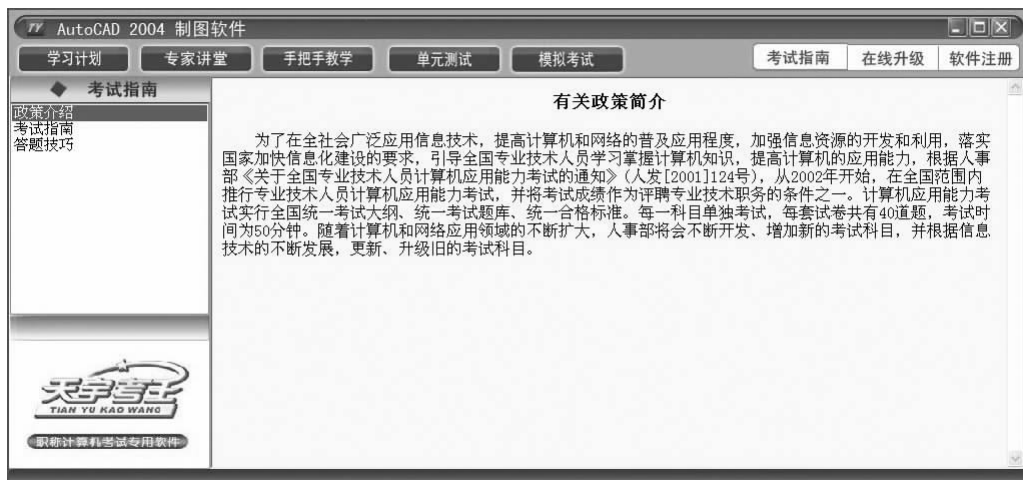 TY AutoCAD 2004 制图软件
学习计划 专家讲堂 手把手教学 单元测试 模拟考试 考试指南 在线升级 软件注册
考试指南
政策介绍
考试指南
答题技巧
有关政策简介
为了在全社会广泛应用信息技术，提高计算机和网络的普及应用程度，加强信息资源的开发和利用，落实
国家加快信息化建设的要求，引导全国专业技术人员学习掌握计算机知识，提高计算机的应用能力，根据人事
部《关于全国专业技术人员计算机应用能力考试的通知》（人发[2001]124号），从2002年开始，在全国范围内
推行专业技术人员计算机应用能力考试，并将考试成绩作为评聘专业技术职务的条件之一。计算机应用能力考
试实行全国统一考试大纲、统一考试题库、统一合格标准。每一科目单独考试，每套试卷共有40道题，考试时
间为50分钟。随着计算机和网络应用领域的不断扩大，人事部将会不断开发、增加新的考试科目，并根据信息
技术的不断发展，更新、升级旧的考试科目。
天宇考王
TIAN YU KAO WANG
职称计算机考试专用软件